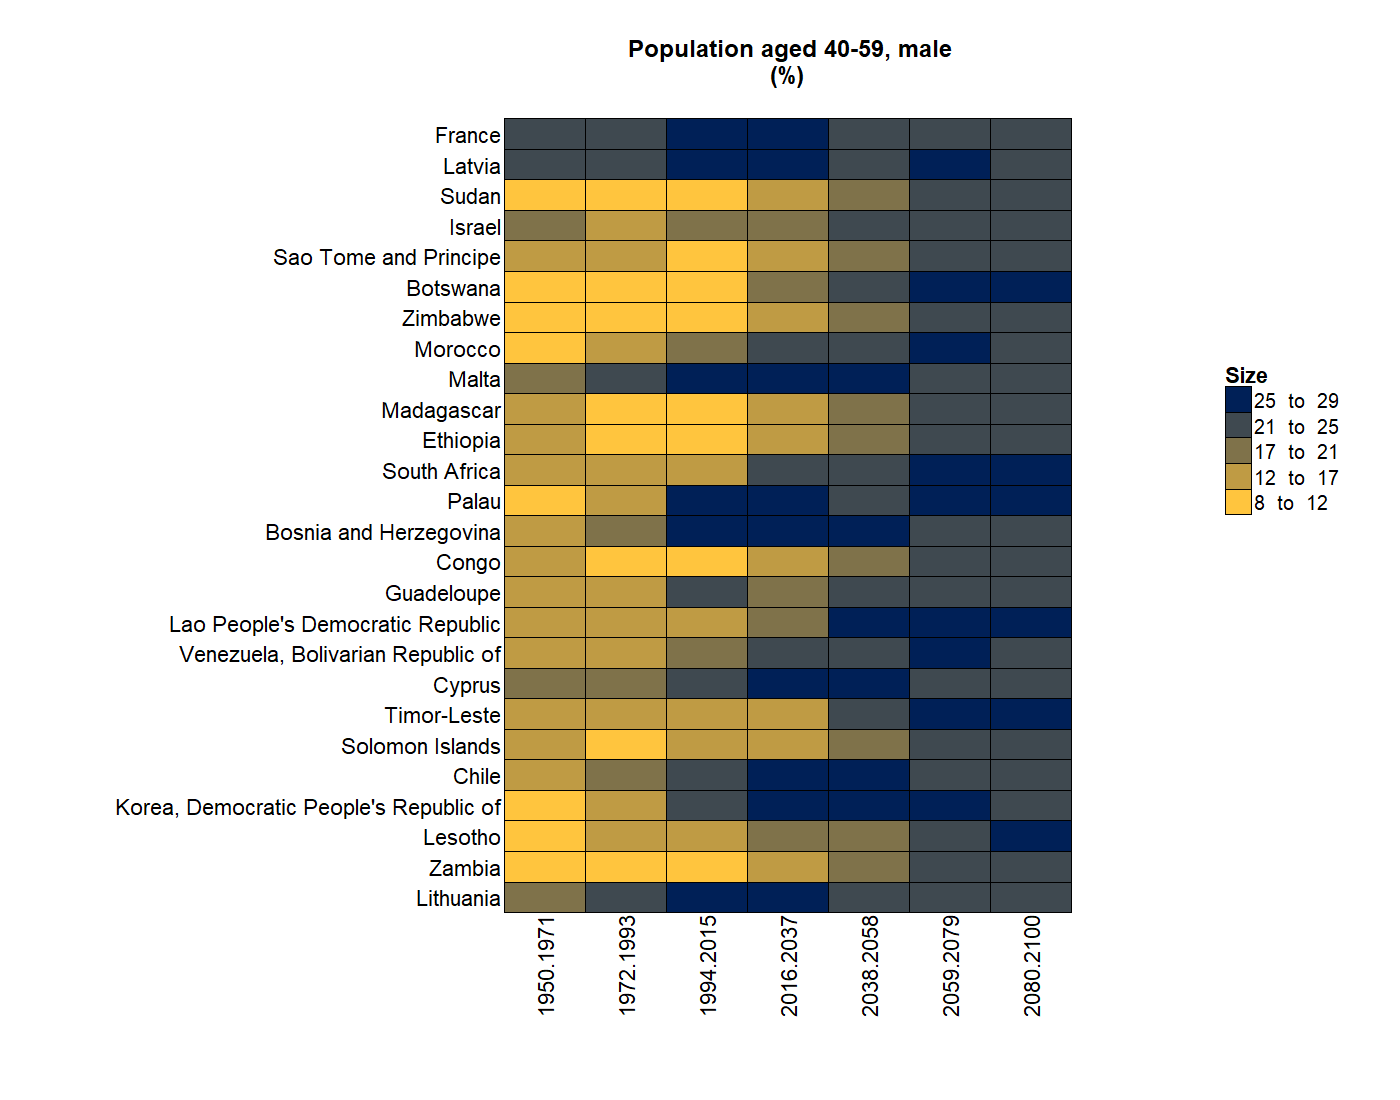 Population aged 40-59, male
(%)
France
Latvia
Sudan
Israel
Sao Tome and Principe
Botswana
Zimbabwe
Morocco
Malta
Madagascar
Ethiopia
South Africa
Palau
Bosnia and Herzegovina
Congo
Guadeloupe
Lao People's Democratic Republic
Venezuela, Bolivarian Republic of
Cyprus
Timor-Leste
Solomon Islands
Chile
Korea, Democratic People's Republic of
Lesotho
Zambia
Lithuania
1950.1971
1972.1993
1994.2015
2016.2037
2038.2058
2059.2079
2080.2100
Size
25 to 29
21 to 25
17 to 21
12 to 17
8 to 12